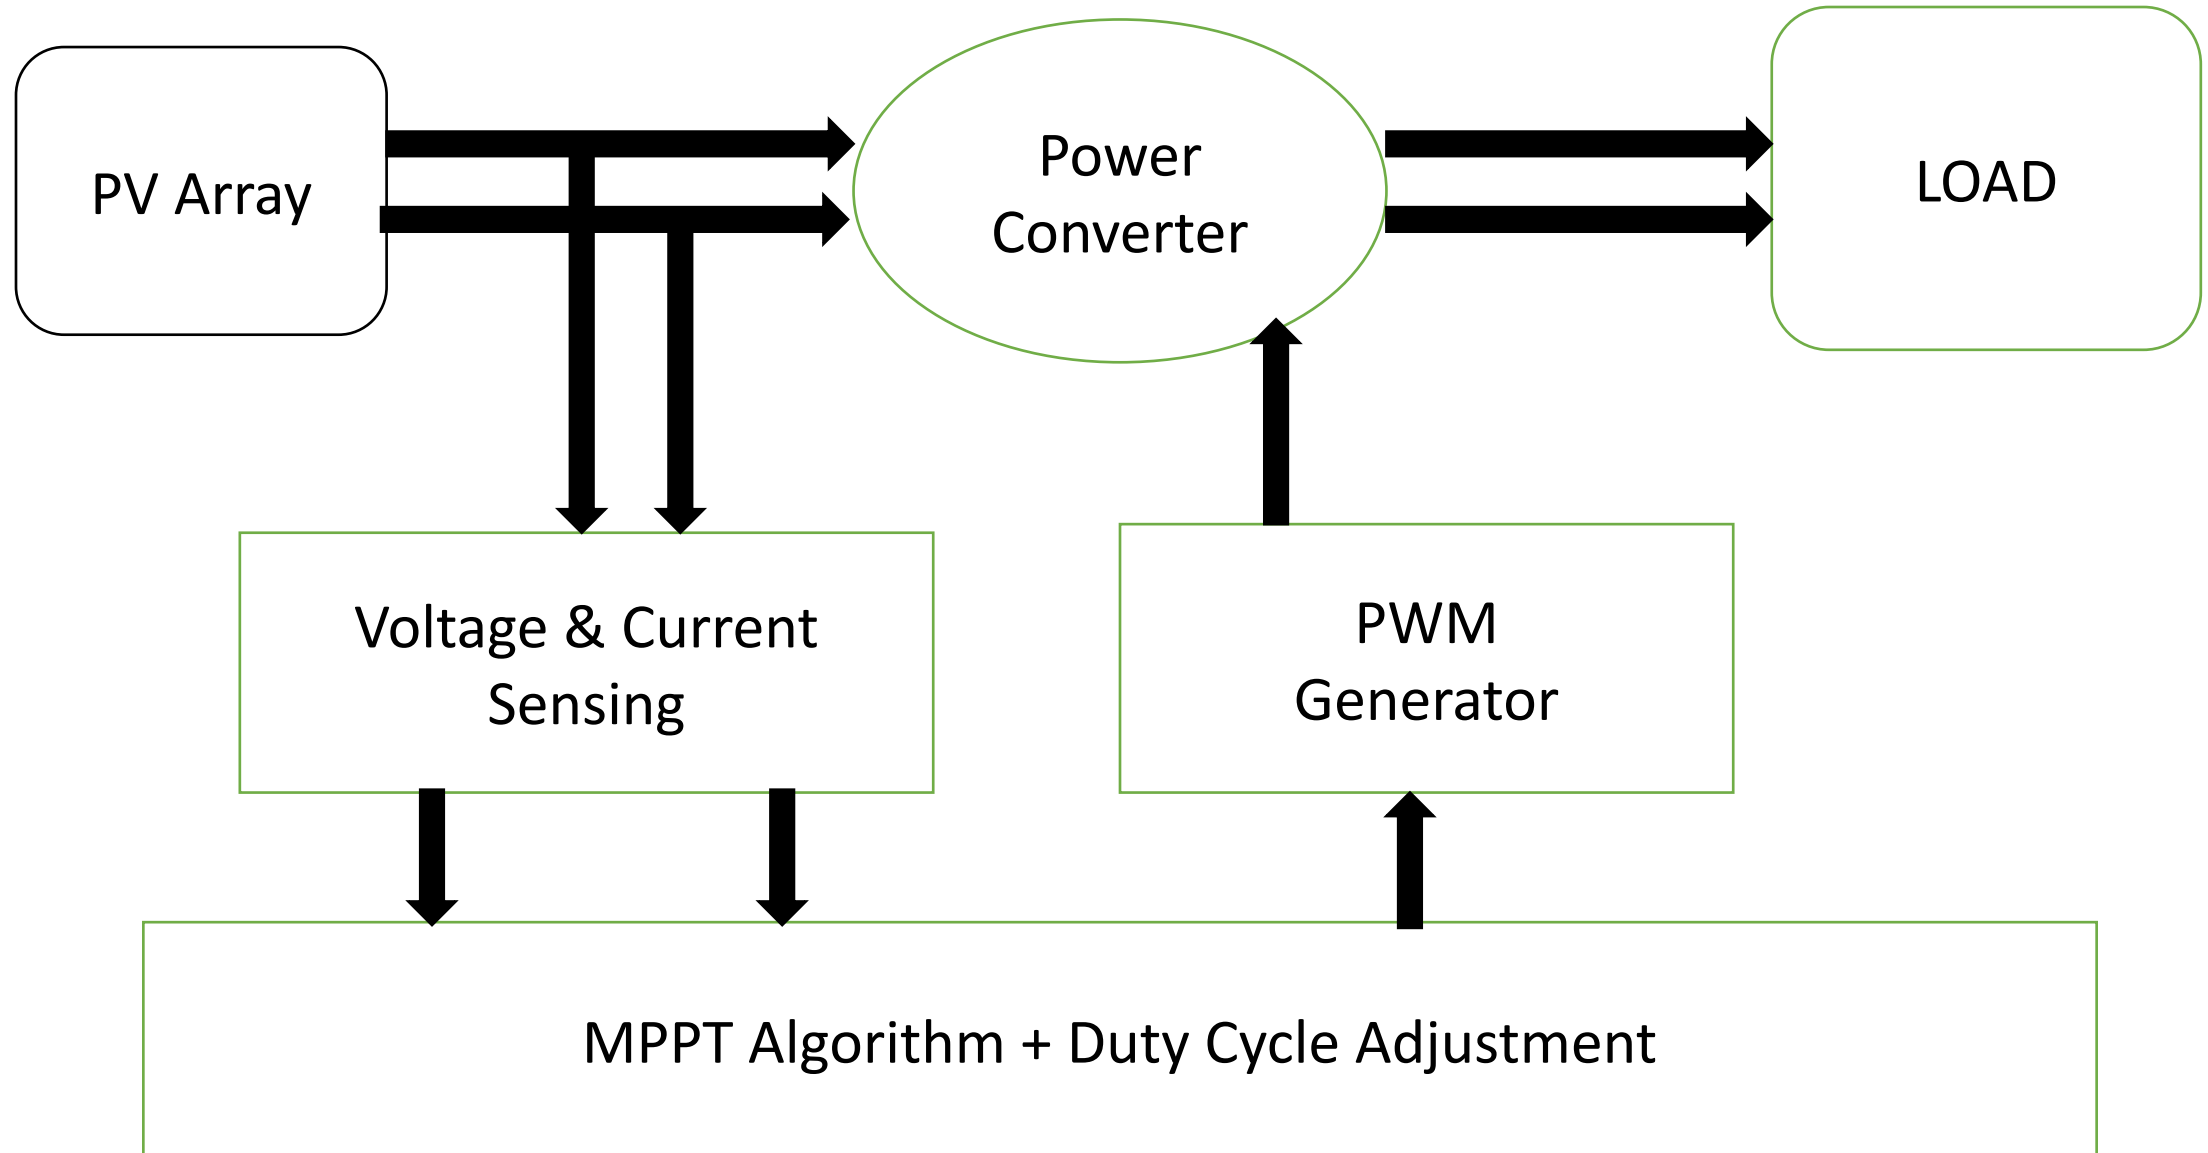 PV Array
Power
Converter
LOAD
Voltage & Current
Sensing
PWM
Generator
MPPT Algorithm + Duty Cycle Adjustment